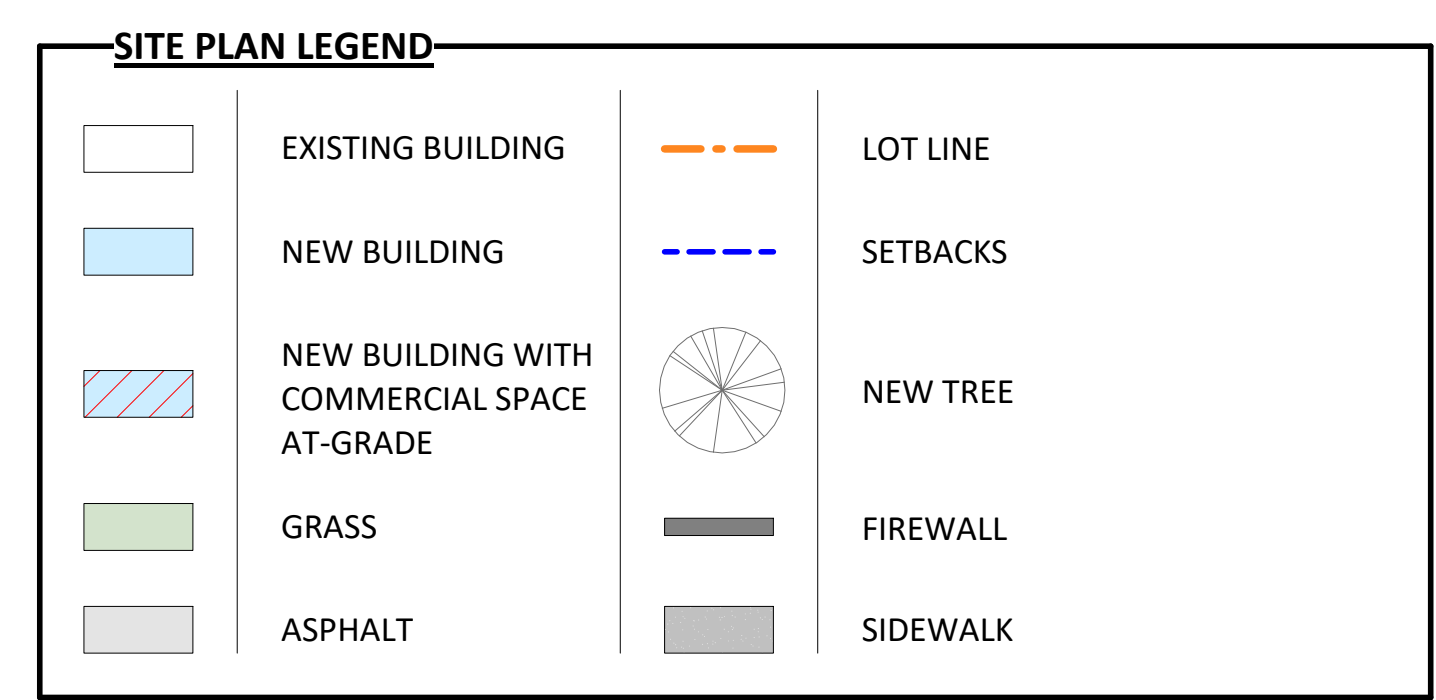 SITE PLAN LEGEND
EXISTING BUILDING
LOT LINE
NEW BUILDING
SETBACKS
NEW BUILDING WITH
COMMERCIAL SPACE
AT-GRADE
NEW TREE
GRASS
FIREWALL
ASPHALT
SIDEWALK